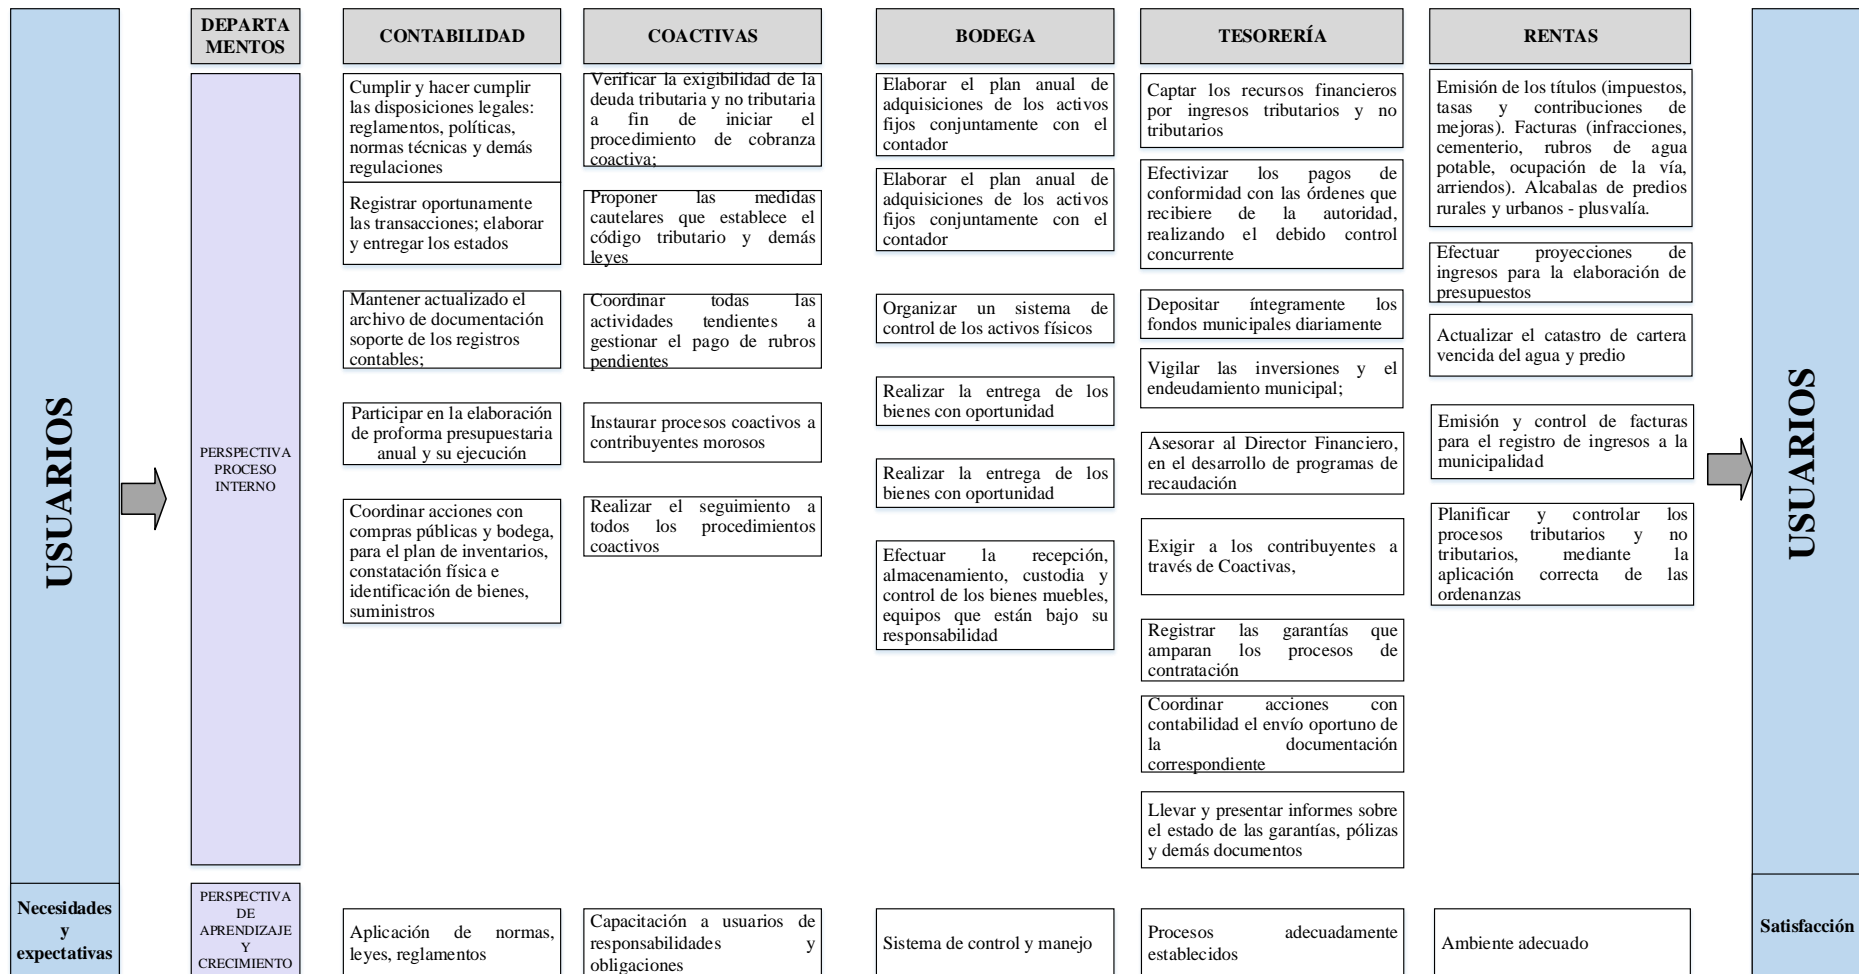 USUARIOS
Necesidades
y
expectativas
DEPARTA
MENTOS
PERSPECTIVA
PROCESO
INTERNO
PERSPECTIVA
DE
APRENDIZAJE
Y
CRECIMIENTO
CONTABILIDAD
Cumplir y hacer cumplir
las disposiciones legales:
reglamentos, políticas,
normas técnicas y demás
regulaciones
Registrar oportunamente
las transacciones; elaborar
y entregar los estados
Mantener actualizado el
archivo de documentación
soporte de los registros
contables;
Participar en la elaboración
de proforma presupuestaria
anual y su ejecución
Coordinar acciones con
compras públicas y bodega,
para el plan de inventarios,
constatación física e
identificación de bienes,
suministros
Aplicación de normas,
leyes, reglamentos
COACTIVAS
Verificar la exigibilidad de la
deuda tributaria y no tributaria
a fin de iniciar el
procedimiento de cobranza
coactiva;
Proponer las medidas
cautelares que establece el
código tributario y demás
leyes
Coordinar todas las
actividades tendientes a
gestionar el pago de rubros
pendientes
Instaurar procesos coactivos a
contribuyentes morosos
Realizar el seguimiento a
todos los procedimientos
coactivos
Capacitación a usuarios de
responsabilidades y
obligaciones
BODEGA
Elaborar el plan anual de
adquisiciones de los activos
fijos conjuntamente con el
contador
Elaborar el plan anual de
adquisiciones de los activos
fijos conjuntamente con el
contador
Organizar un sistema de
control de los activos físicos
Realizar la entrega de los
bienes con oportunidad
Realizar la entrega de los
bienes con oportunidad
Efectuar la recepción,
almacenamiento, custodia y
control de los bienes muebles,
equipos que están bajo su
responsabilidad
Sistema de control y manejo
TESORERÍA
Captar los recursos financieros
por ingresos tributarios y no
tributarios
Efectivizar los pagos
de conformidad con las órdenes que
recibiere de la autoridad,
realizando el debido control
concurrente
Depositar íntegramente los
fondos municipales diariamente
Vigilar las inversiones y el
endeudamiento municipal;
Asesorar al Director Financiero,
en el desarrollo de programas de
recaudación
Exigir a los contribuyentes a
través de Coactivas,
Registrar las garantías que
amparan los procesos de
contratación
Coordinar acciones con
contabilidad el envío oportuno de
la documentación
correspondiente
Llevar y presentar informes sobre
el estado de las garantías, pólizas
y demás documentos
Procesos adecuadamente
establecidos
RENTAS
Emisión de los títulos (impuestos,
tasas y contribuciones de
mejoras). Facturas (infracciones,
cementerio, rubros de agua
potable, ocupación de la vía,
arriendos). Alcabalas de predios
rurales y urbanos - plusvalía.
Efectuar proyecciones de
ingresos para la elaboración de
presupuestos
Actualizar el catastro de cartera
vencida del agua y predio
Emisión y control de facturas
para el registro de ingresos a la
municipalidad
Planificar y controlar los
procesos tributarios y no
tributarios, mediante la
aplicación correcta de las
ordenanzas
Ambiente adecuado
USUARIOS
Satisfacción